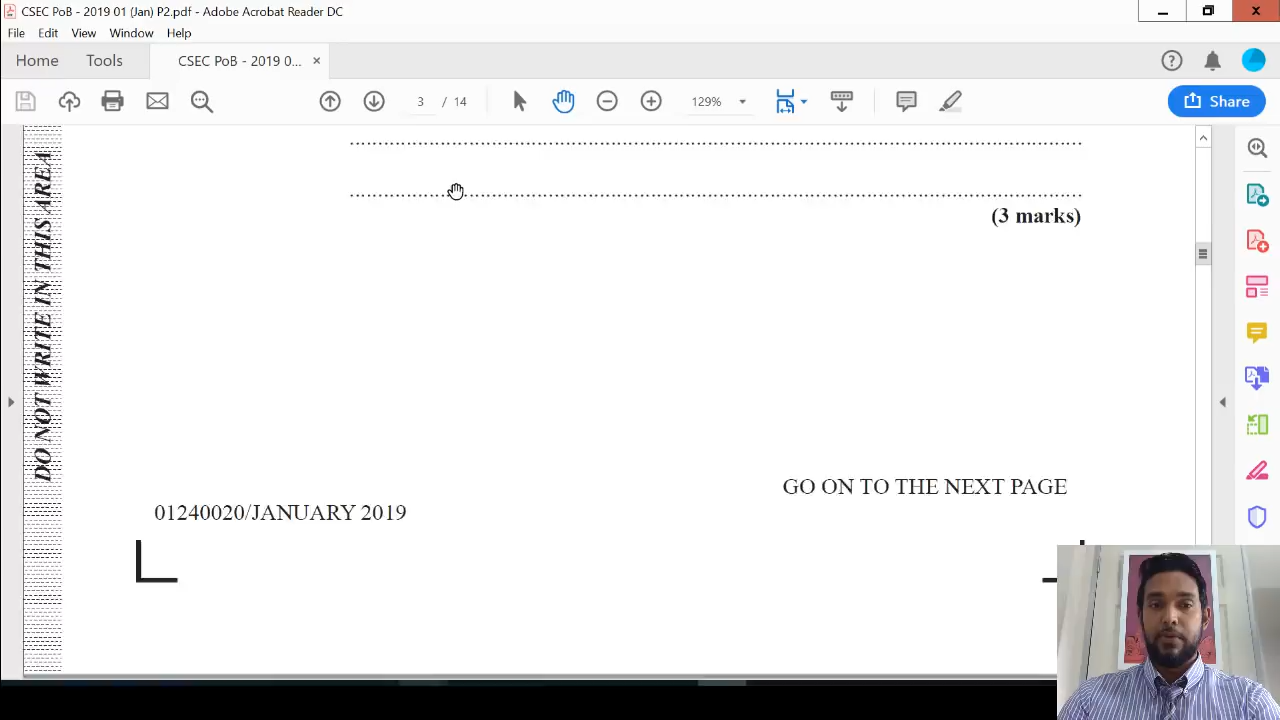 CSEC PoB - 2019 01 (Jan) P2.pdf - Adobe Acrobat Reader DC
File Edit View Window Help
Home Tools CSEC PoB - 2019 0... ×
3 / 14 129% Share
(3 marks)
DO NOT WRITE IN THIS AREA
GO ON TO THE NEXT PAGE
01240020/JANUARY 2019